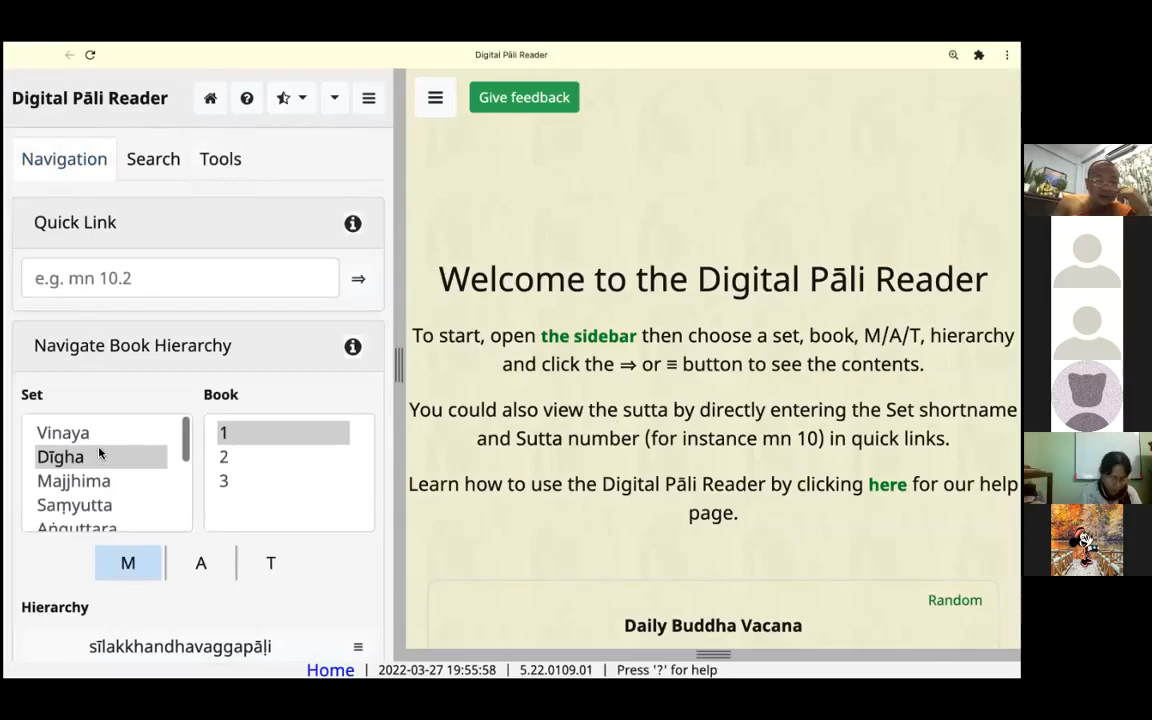 Digital Pāli Reader
Digital Pāli Reader
Give feedback
Navigation Search Tools
Quick Link
e.g. mn 10.2 ⇒
Navigate Book Hierarchy
Set Book
Vinaya 1
Dīgha 2
Majjhima 3
Saṃyutta
Aṅguttara
M A T
Hierarchy
sīlakkhandhavaggapāḷi ≡
Welcome to the Digital Pāli Reader
To start, open the sidebar then choose a set, book, M/A/T, hierarchy
and click the ⇒ or ≡ button to see the contents.
You could also view the sutta by directly entering the Set shortname
and Sutta number (for instance mn 10) in quick links.
Learn how to use the Digital Pāli Reader by clicking here for our help
page.
Random
Daily Buddha Vacana
Home | 2022-03-27 19:55:58 | 5.22.0109.01 | Press '?' for help